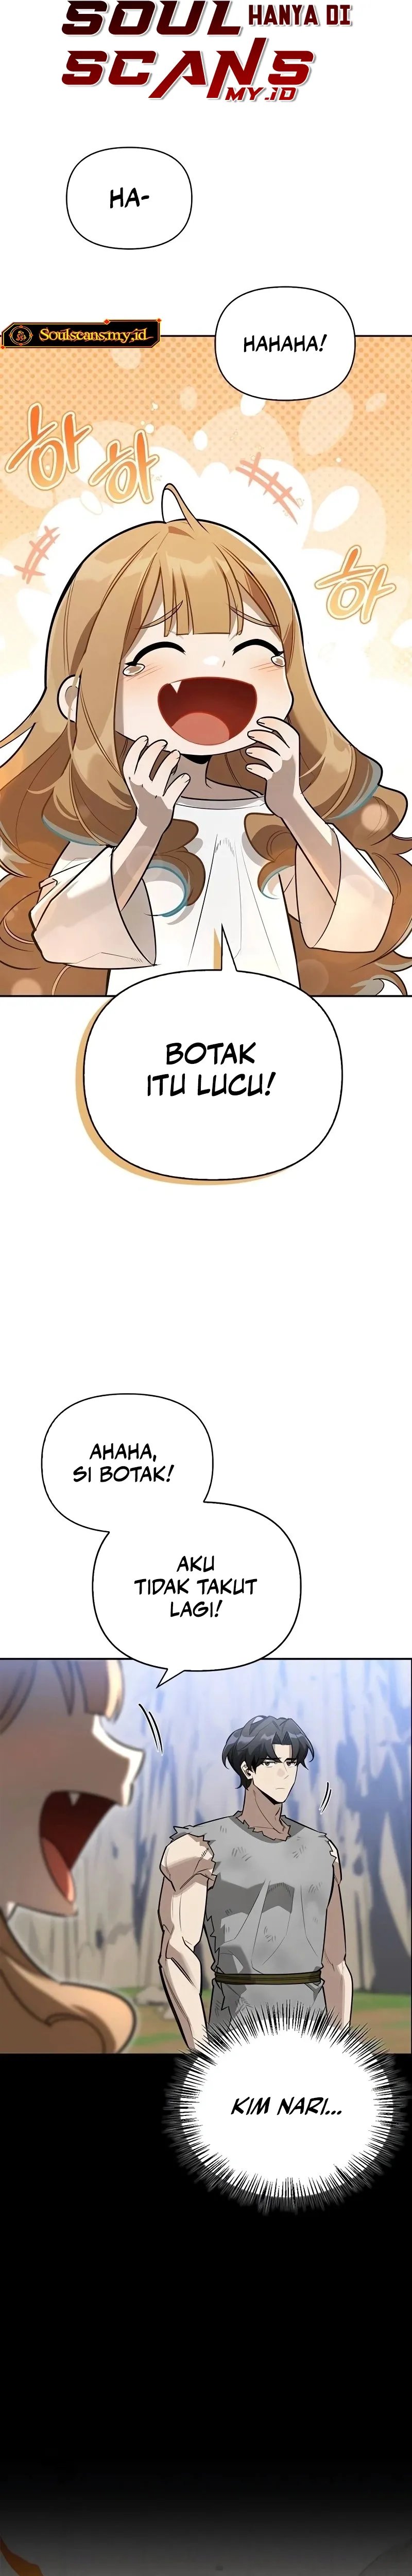 SOUL HANYA DI
SCANS
MY.iD
HA-
Soulscans.my.id
HAHAHA!
하하
하
BOTAK
ITU LUCU!
AHAHA,
SI BOTAK!
AKU
TIDAK TAKUT
LAGI!
KIM NARI...